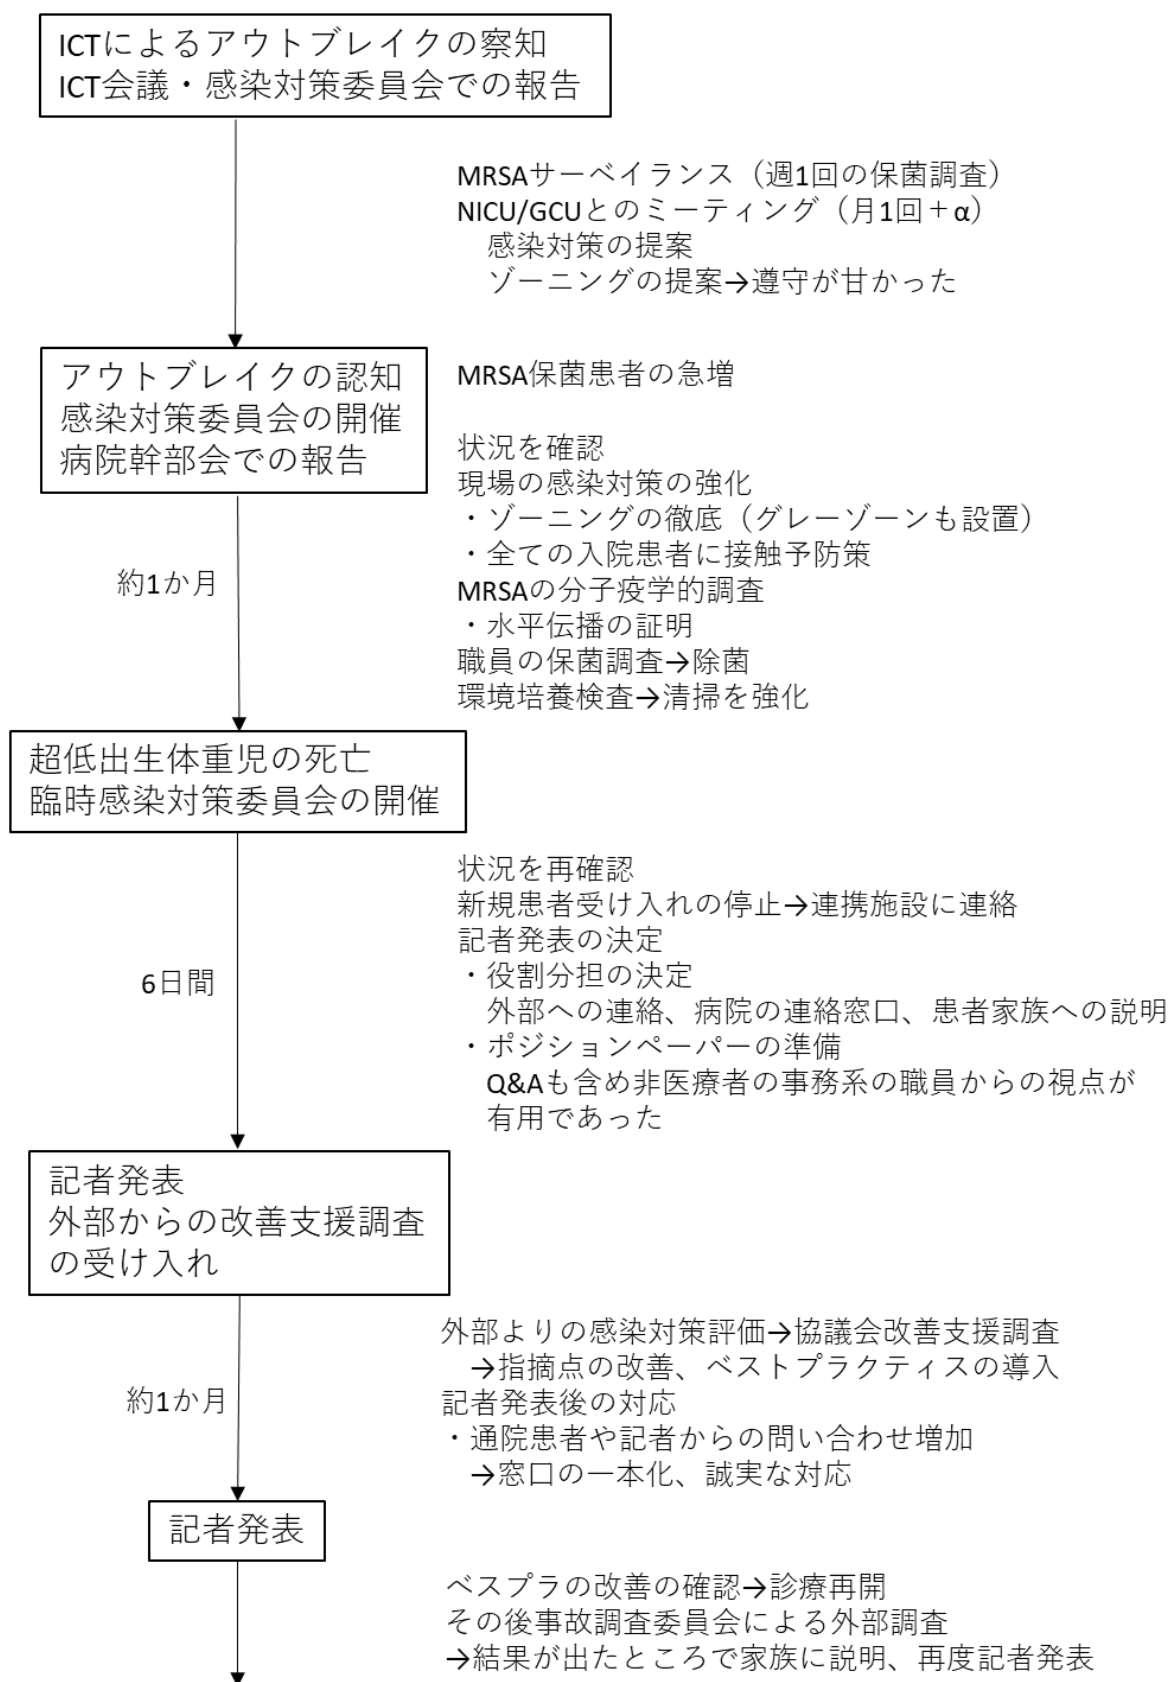 ICTによるアウトブレイクの察知
ICT会議・感染対策委員会での報告
MRSAサーベイランス（週1回の保菌調査）
NICU/GCUとのミーティング（月1回＋α）
感染対策の提案
ゾーニングの提案→遵守が甘かった
アウトブレイクの認知
感染対策委員会の開催
病院幹部会での報告
MRSA保菌患者の急増
状況を確認
現場の感染対策の強化
・ゾーニングの徹底（グレーゾーンも設置）
・全ての入院患者に接触予防策
約1か月
MRSAの分子疫学的調査
・水平伝播の証明
職員の保菌調査→除菌
環境培養検査→清掃を強化
超低出生体重児の死亡
臨時感染対策委員会の開催
状況を再確認
新規患者受け入れの停止→連携施設に連絡
記者発表の決定
・役割分担の決定
6日間
外部への連絡、病院の連絡窓口、患者家族への説明
・ポジションペーパーの準備
Q&Aも含め非医療者の事務系の職員からの視点が
有用であった
記者発表
外部からの改善支援調査
の受け入れ
外部よりの感染対策評価→協議会改善支援調査
→指摘点の改善、ベストプラクティスの導入
約1か月
記者発表後の対応
・通院患者や記者からの問い合わせ増加
→窓口の一本化、誠実な対応
記者発表
ベスプラの改善の確認→診療再開
その後事故調査委員会による外部調査
→結果が出たところで家族に説明、再度記者発表